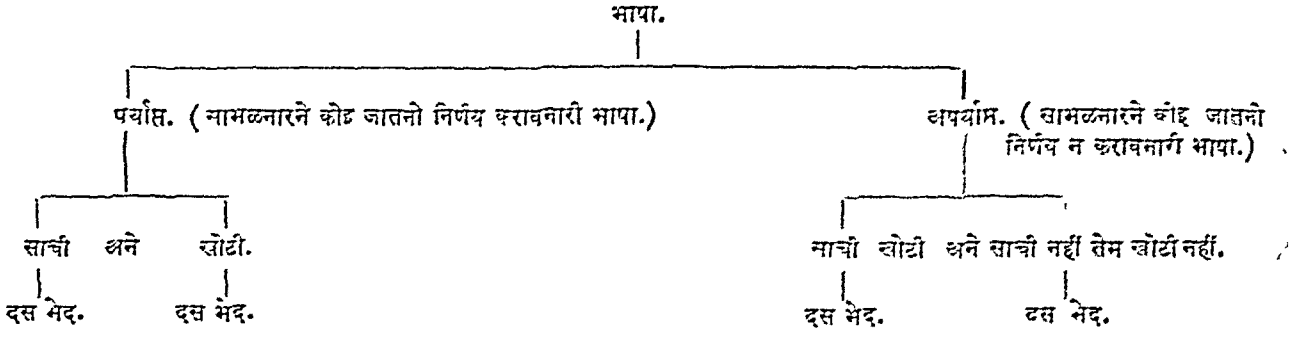 भाषा.
पर्याप्त. ( सामळनारने कोइ जातनो निर्णय करावनारी भाषा.)
अपर्याप्त. ( सामळनारने कोइ जातनो
निर्णय न करावनारी भाषा.)
साची अने खोटी.
साची खोटी अने साची नहीं तेम खोटी नहीं.
दस भेद. दस भेद.
दस भेद. दस भेद.